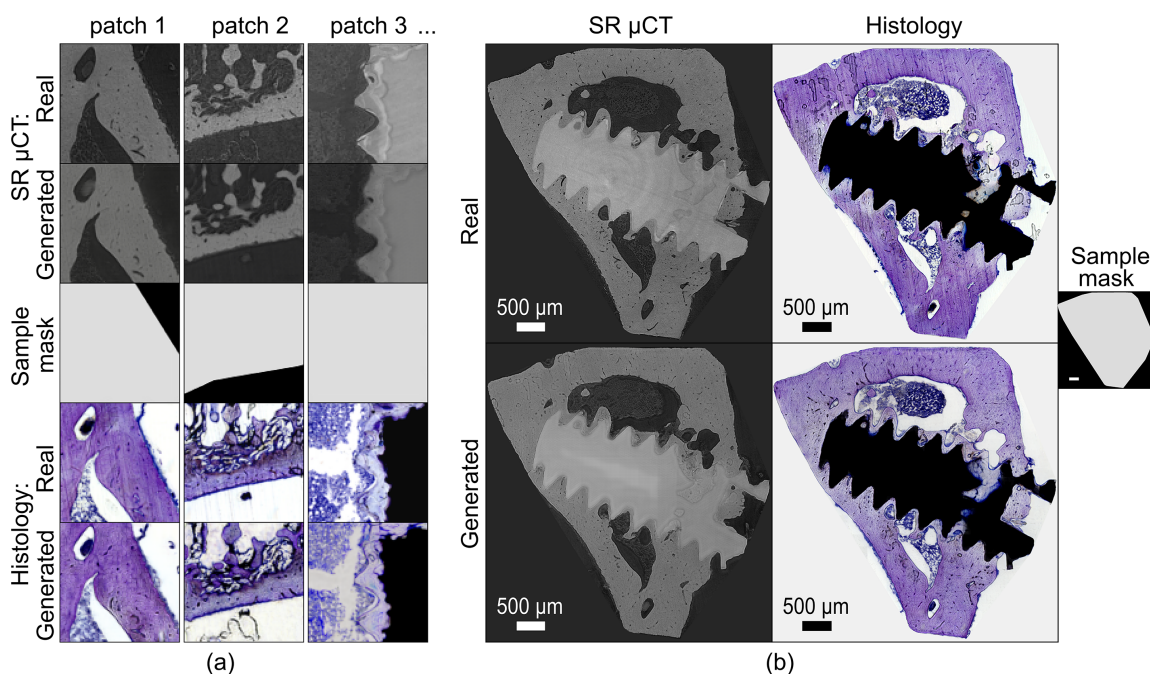 patch 1 patch 2 patch 3 ...
SR µCT:
Real
Generated
Sample
mask
Histology:
Real
Generated
(a)
SR µCT Histology
Real
500 µm 500 µm
Generated
500 µm 500 µm
Sample
mask
(b)